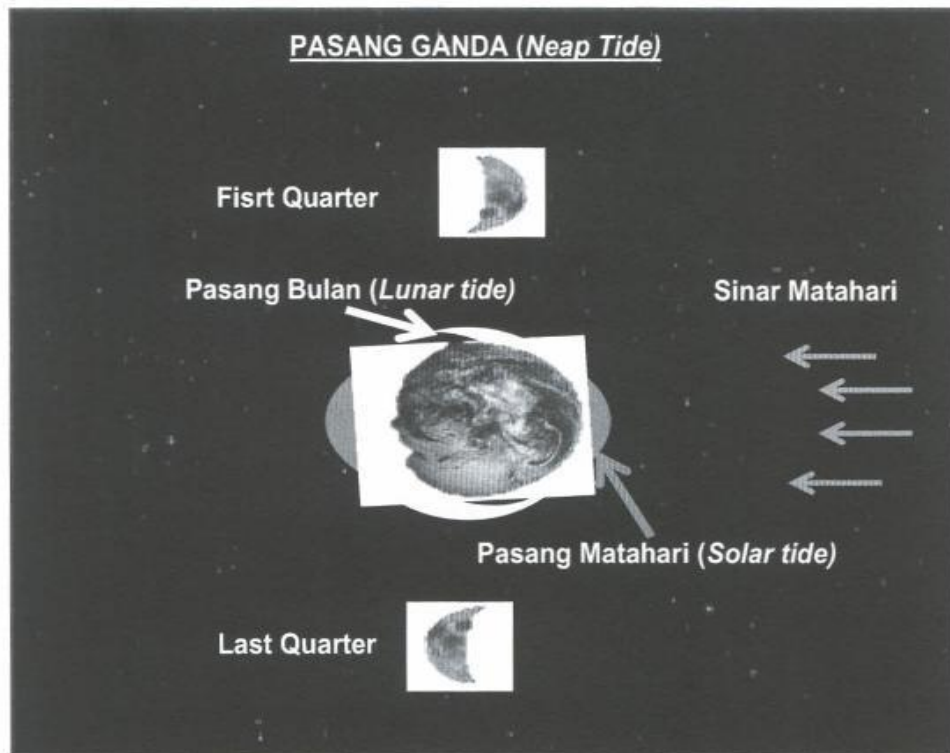 PASANG GANDA (Neap Tide)
Fisrt Quarter
Pasang Bulan (Lunar tide)
Sinar Matahari
Pasang Matahari (Solar tide)
Last Quarter